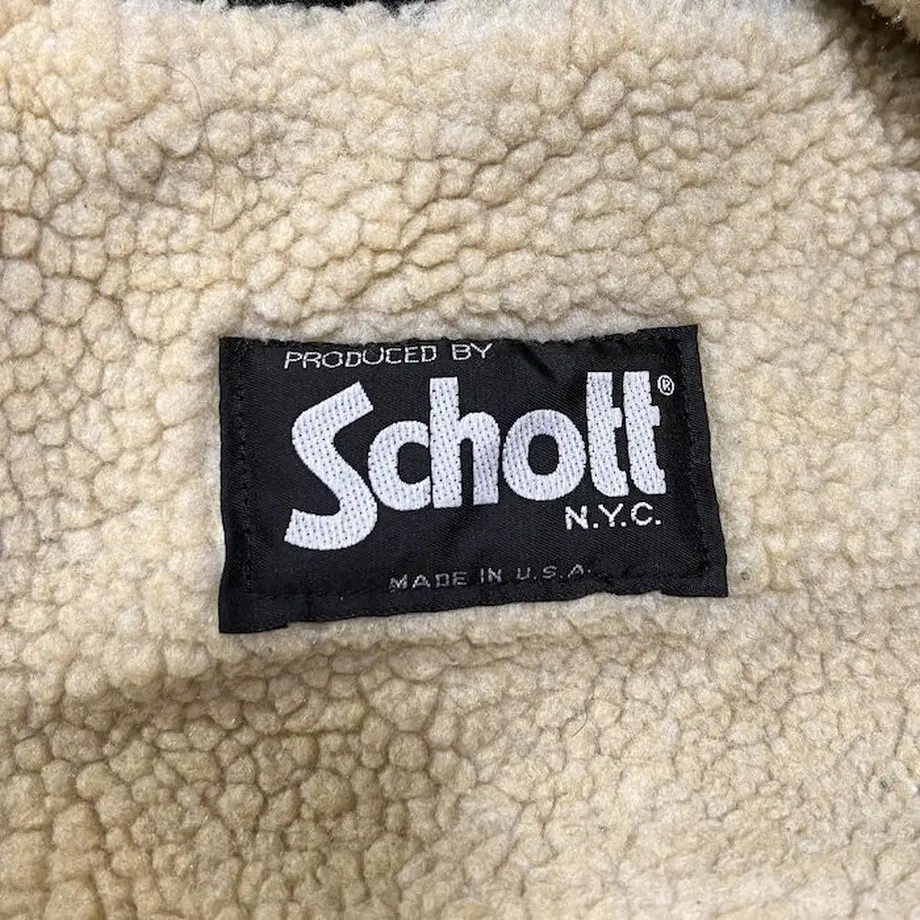 PRODUCED BY
Schott®
N.Y.C.
MADE IN U.S.A.